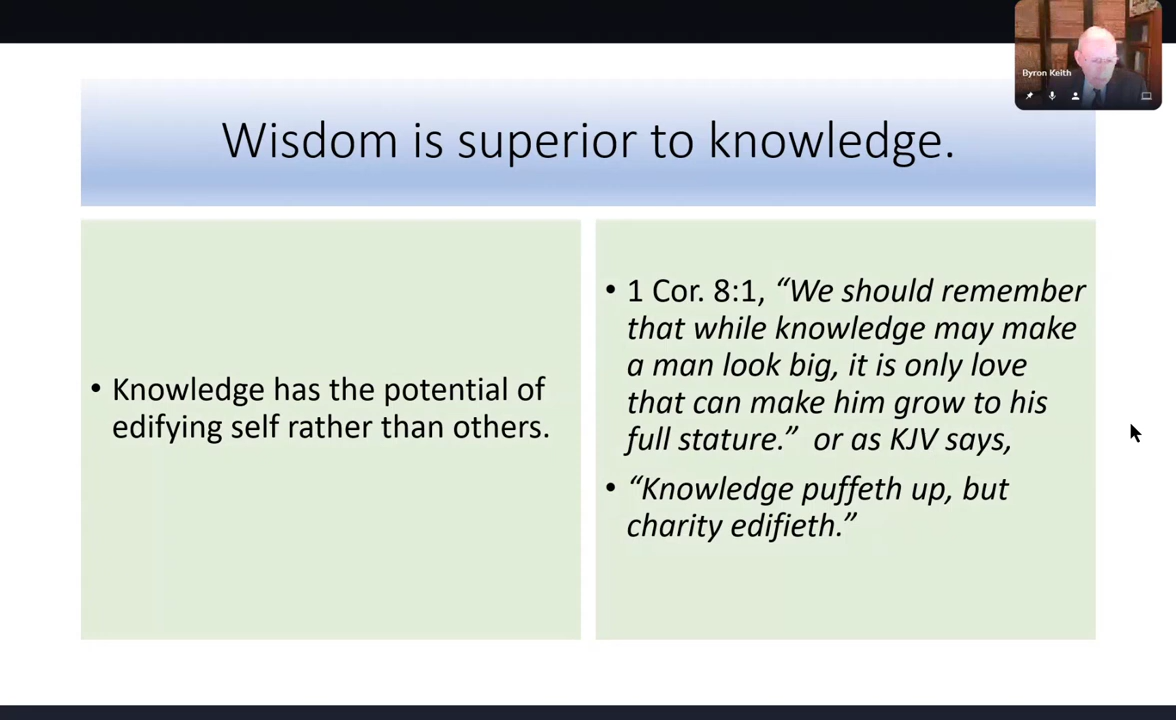 Byron Keith
Wisdom is superior to knowledge.
• Knowledge has the potential of
edifying self rather than others.
• 1 Cor. 8:1, “We should remember
that while knowledge may make
a man look big, it is only love
that can make him grow to his
full stature.”  or as KJV says,
• “Knowledge puffeth up, but
charity edifieth.”